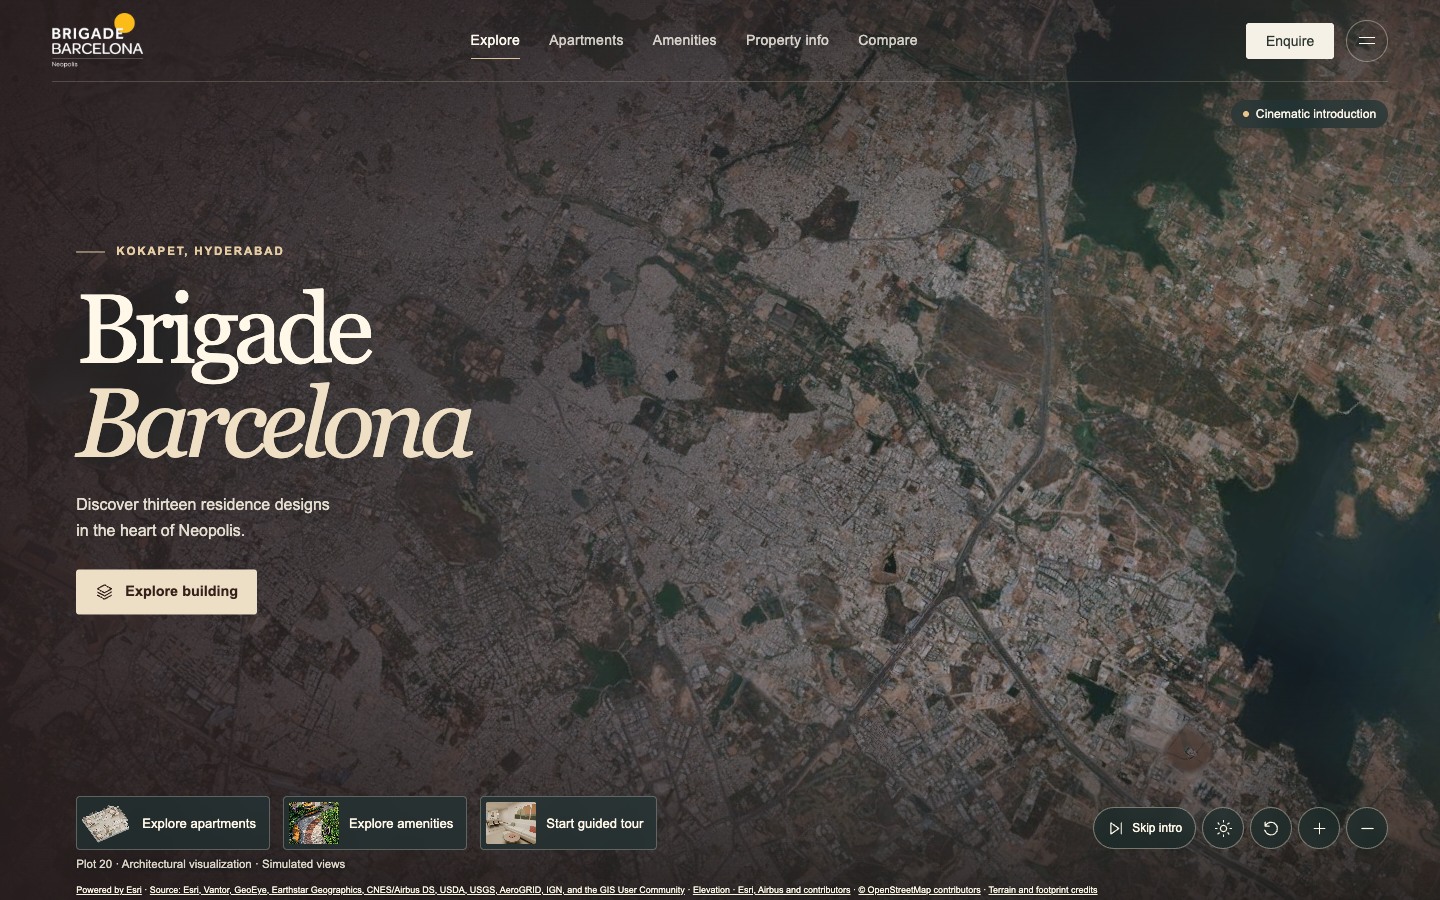 BRIGADE
BARCELONA
Neopolis
Explore
Apartments
Amenities
Property info
Compare
Enquire
Cinematic introduction
KOKAPET, HYDERABAD
Brigade
Barcelona
Discover thirteen residence designs
in the heart of Neopolis.
Explore building
Explore apartments
Explore amenities
Start guided tour
Skip intro
Plot 20 · Architectural visualization · Simulated views
Powered by Esri · Source: Esri, Vantor, GeoEye, Earthstar Geographics, CNES/Airbus DS, USDA, USGS, AeroGRID, IGN, and the GIS User Community · Elevation · Esri, Airbus and contributors · © OpenStreetMap contributors · Terrain and footprint credits